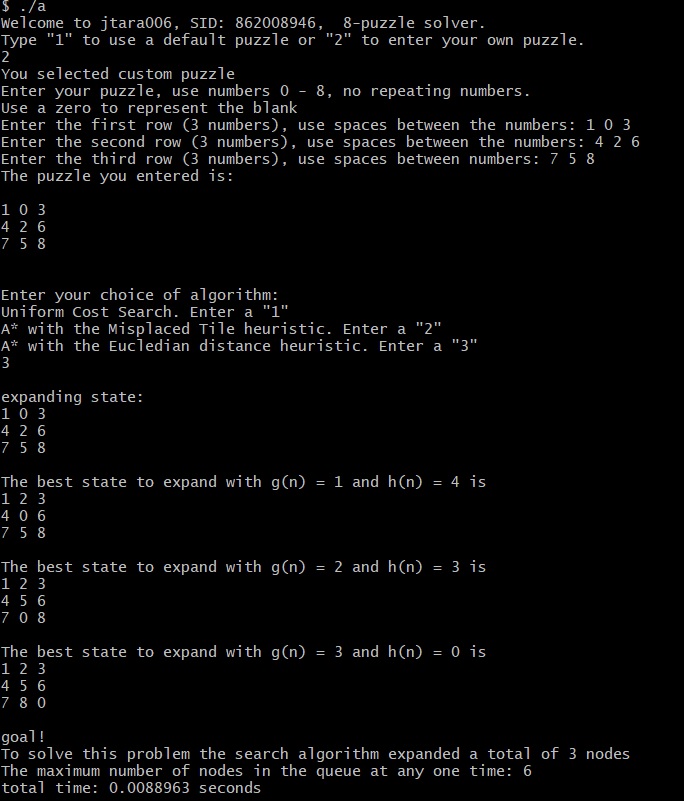 $ ./a
Welcome to jtara006, SID: 862008946,  8-puzzle solver.
Type "1" to use a default puzzle or "2" to enter your own puzzle.
2
You selected custom puzzle
Enter your puzzle, use numbers 0 - 8, no repeating numbers.
Use a zero to represent the blank
Enter the first row (3 numbers), use spaces between the numbers: 1 0 3
Enter the second row (3 numbers), use spaces between the numbers: 4 2 6
Enter the third row (3 numbers), use spaces between numbers: 7 5 8
The puzzle you entered is:
1 0 3
4 2 6
7 5 8
Enter your choice of algorithm:
Uniform Cost Search. Enter a "1"
A* with the Misplaced Tile heuristic. Enter a "2"
A* with the Eucledian distance heuristic. Enter a "3"
3
expanding state:
1 0 3
4 2 6
7 5 8
The best state to expand with g(n) = 1 and h(n) = 4 is
1 2 3
4 0 6
7 5 8
The best state to expand with g(n) = 2 and h(n) = 3 is
1 2 3
4 5 6
7 0 8
The best state to expand with g(n) = 3 and h(n) = 0 is
1 2 3
4 5 6
7 8 0
goal!
To solve this problem the search algorithm expanded a total of 3 nodes
The maximum number of nodes in the queue at any one time: 6
total time: 0.0088963 seconds